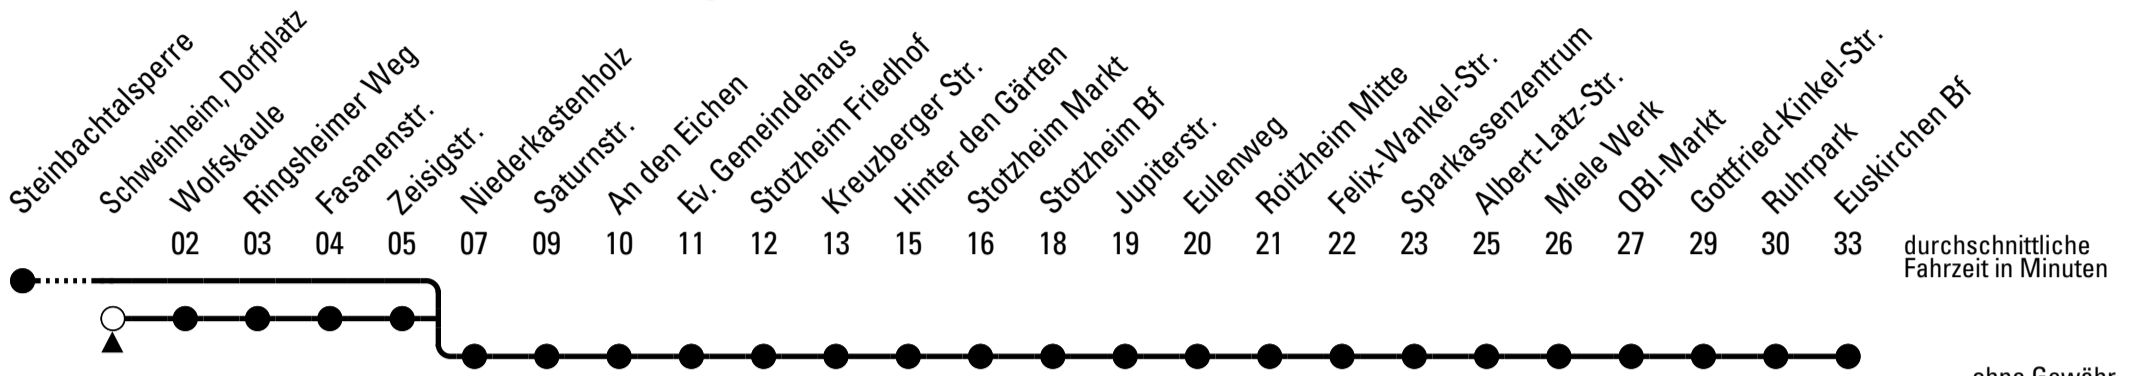 Steinbachtalsperre
Schweinheim, Dorfplatz
Wolfskaule
Ringsheimer Weg
Fasanenstr.
Zeisigstr.
Niederkastenholz
Saturnstr.
An den Eichen
Ev. Gemeindehaus
Stotzheim Friedhof
Kreuzberger Str.
Hinter den Gärten
Stotzheim Markt
Stotzheim Bf
Jupiterstr.
Eulenweg
Roitzheim Mitte
Felix-Wankel-Str.
Sparkassenzentrum
Albert-Latz-Str.
Miele Werk
OBI-Markt
Gottfried-Kinkel-Str.
Ruhrpark
Euskirchen Bf
02 03 04 05 07 09 10 11 12 13 15 16 18 19 20 21 22 23 25 26 27 29 30 33
durchschnittliche
Fahrzeit in Minuten
ohne Gewähr